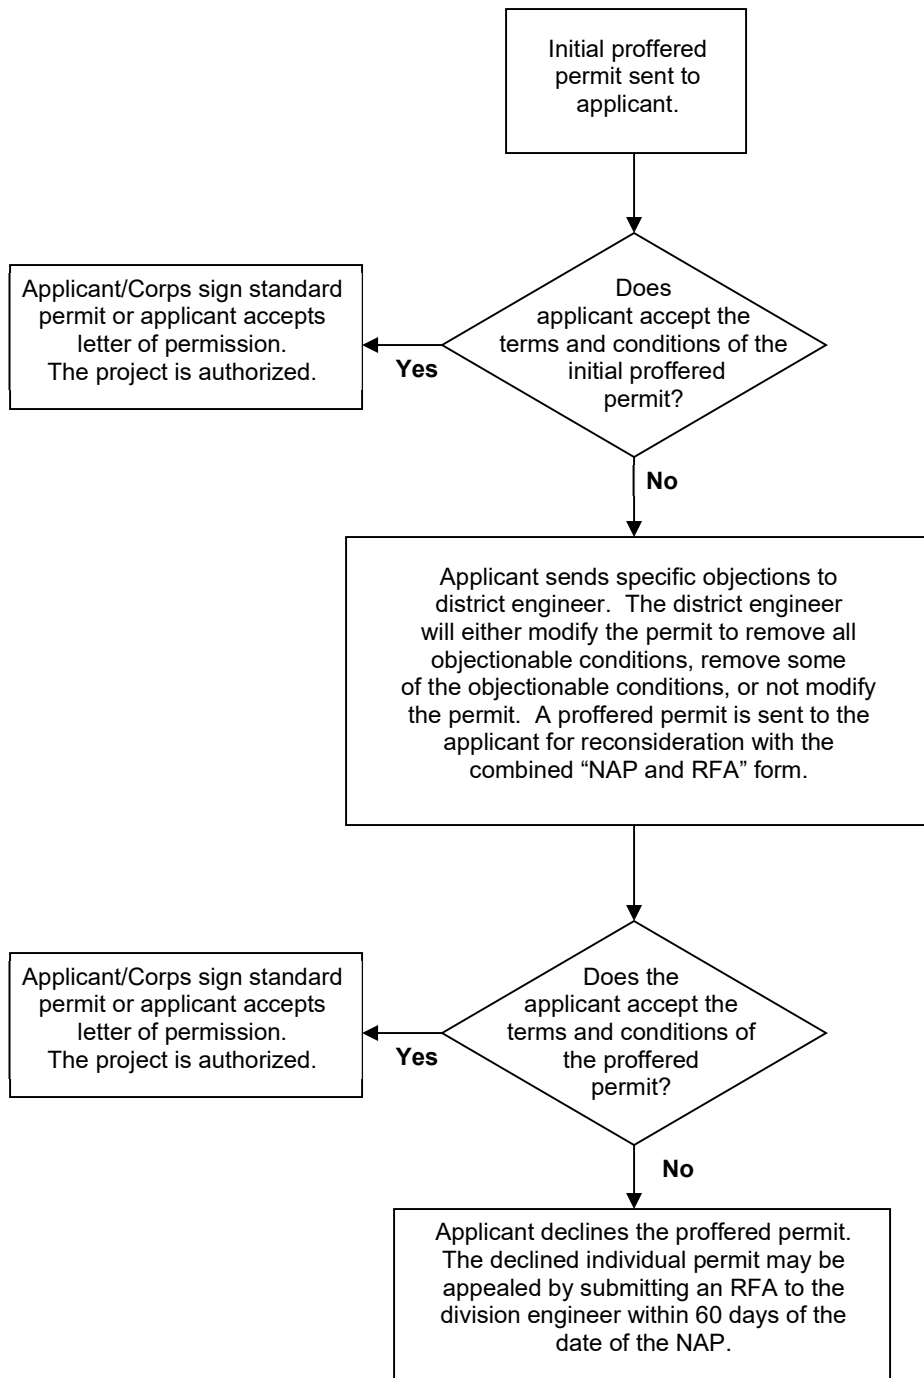 Initial proffered
permit sent to
applicant.
Does
applicant accept the
terms and conditions of the
initial proffered
permit?
Applicant/Corps sign standard
permit or applicant accepts
letter of permission.
The project is authorized.
Yes
No
Applicant sends specific objections to
district engineer.  The district engineer
will either modify the permit to remove all
objectionable conditions, remove some
of the objectionable conditions, or not modify
the permit.  A proffered permit is sent to the
applicant for reconsideration with the
combined “NAP and RFA” form.
Does the
applicant accept the
terms and conditions of
the proffered
permit?
Applicant/Corps sign standard
permit or applicant accepts
letter of permission.
The project is authorized.
Yes
No
Applicant declines the proffered permit.
The declined individual permit may be
appealed by submitting an RFA to the
division engineer within 60 days of the
date of the NAP.